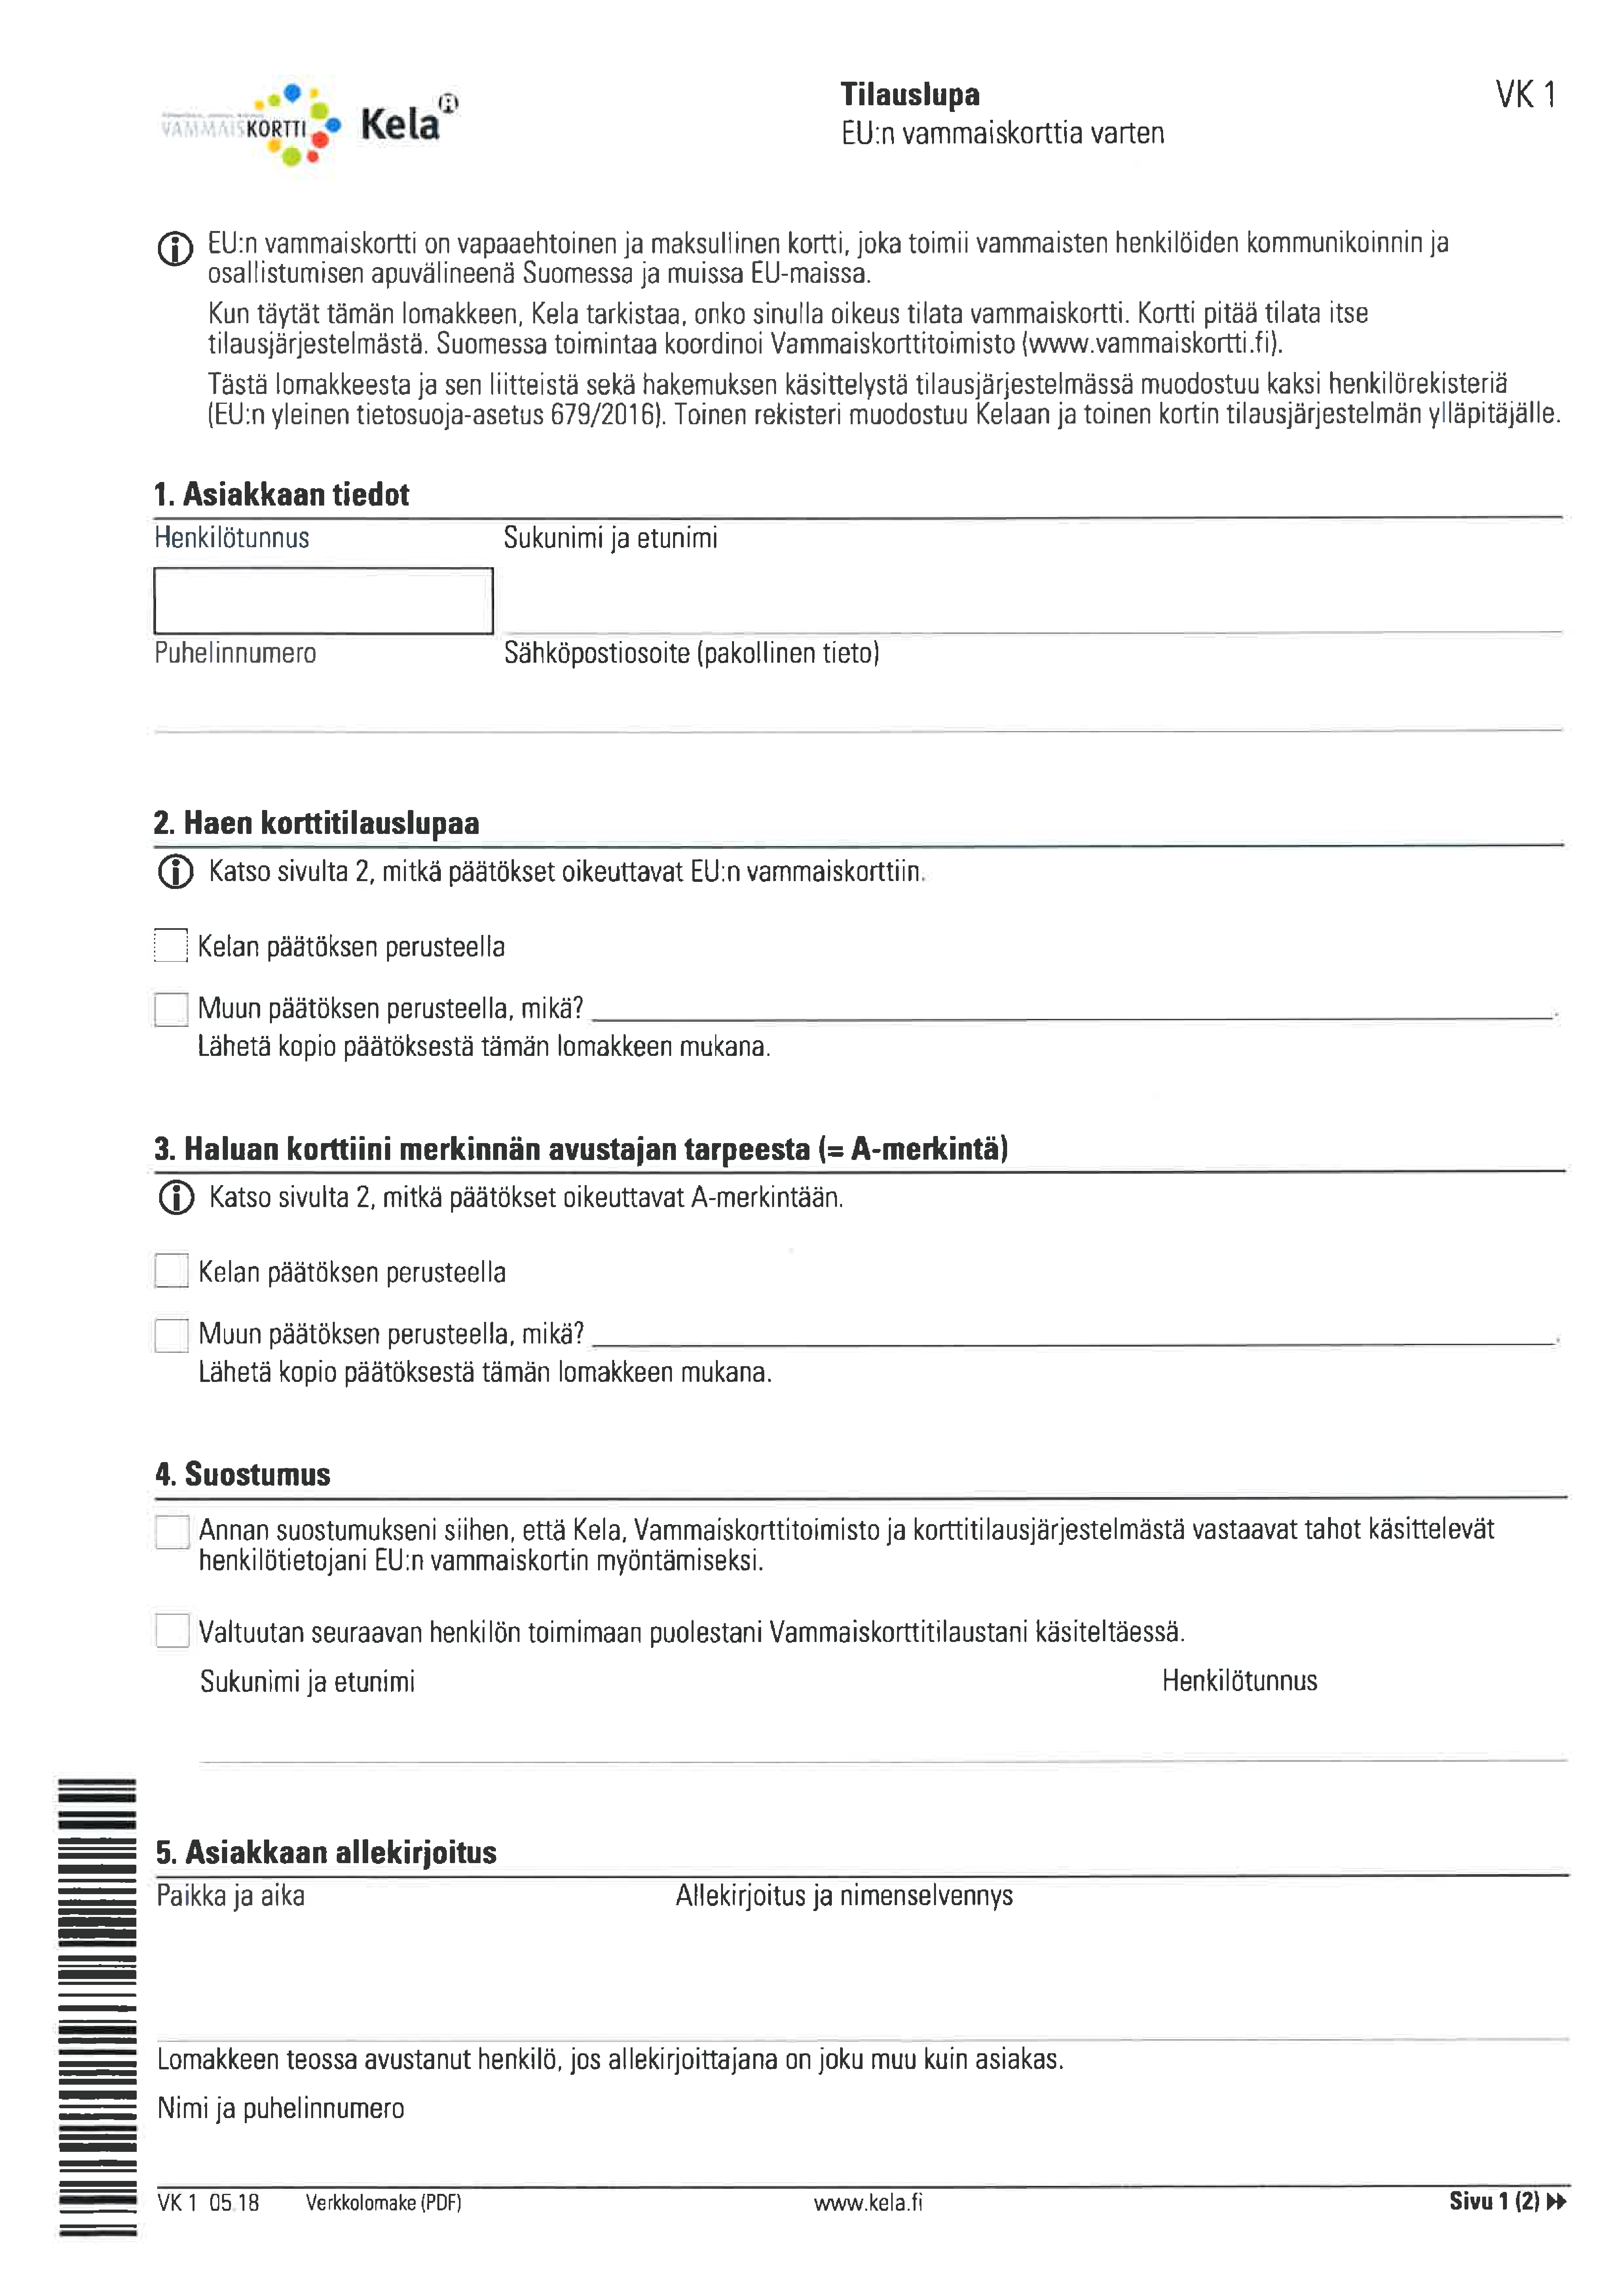 VAMMAISKORTTI
Kela
Tilauslupa
VK 1
EU:n vammaiskorttia varten
EU:n vammaiskortti on vapaaehtoinen ja maksullinen kortti, joka toimii vammaisten henkilöiden kommunikoinnin ja
osallistumisen apuvälineenä Suomessa ja muissa EU-maissa.
Kun täytät tämän lomakkeen, Kela tarkistaa, onko sinulla oikeus tilata vammaiskortti. Kortti pitää tilata itse
tilausjärjestelmästä. Suomessa toimintaa koordinoi Vammaiskorttitoimisto (www.vammaiskortti.fi).
Tästä lomakkeesta ja sen liitteistä sekä hakemuksen käsittelystä tilausjärjestelmässä muodostuu kaksi henkilörekisteriä
(EU:n yleinen tietosuoja-asetus 679/2016). Toinen rekisteri muodostuu Kelaan ja toinen kortin tilausjärjestelmän ylläpitäjälle.
1. Asiakkaan tiedot
Henkilötunnus Sukunimi ja etunimi
Puhelinnumero Sähköpostiosoite (pakollinen tieto)
2. Haen korttitilauslupaa
Katso sivulta 2, mitkä päätökset oikeuttavat EU:n vammaiskorttiin.
Kelan päätöksen perusteella
Muun päätöksen perusteella, mikä?
Lähetä kopio päätöksestä tämän lomakkeen mukana.
3. Haluan korttiini merkinnän avustajan tarpeesta (= A-merkintä)
Katso sivulta 2, mitkä päätökset oikeuttavat A-merkintään.
Kelan päätöksen perusteella
Muun päätöksen perusteella, mikä?
Lähetä kopio päätöksestä tämän lomakkeen mukana.
4. Suostumus
Annan suostumukseni siihen, että Kela, Vammaiskorttitoimisto ja korttitilausjärjestelmästä vastaavat tahot käsittelevät
henkilötietojani EU:n vammaiskortin myöntämiseksi.
Valtuutan seuraavan henkilön toimimaan puolestani Vammaiskorttitilaustani käsiteltäessä.
Sukunimi ja etunimi Henkilötunnus
5. Asiakkaan allekirjoitus
Paikka ja aika Allekirjoitus ja nimenselvennys
Lomakkeen teossa avustanut henkilö, jos allekirjoittajana on joku muu kuin asiakas.
Nimi ja puhelinnumero
VK 1 05.18 Verkkolomake (PDF) www.kela.fi Sivu 1 (2)